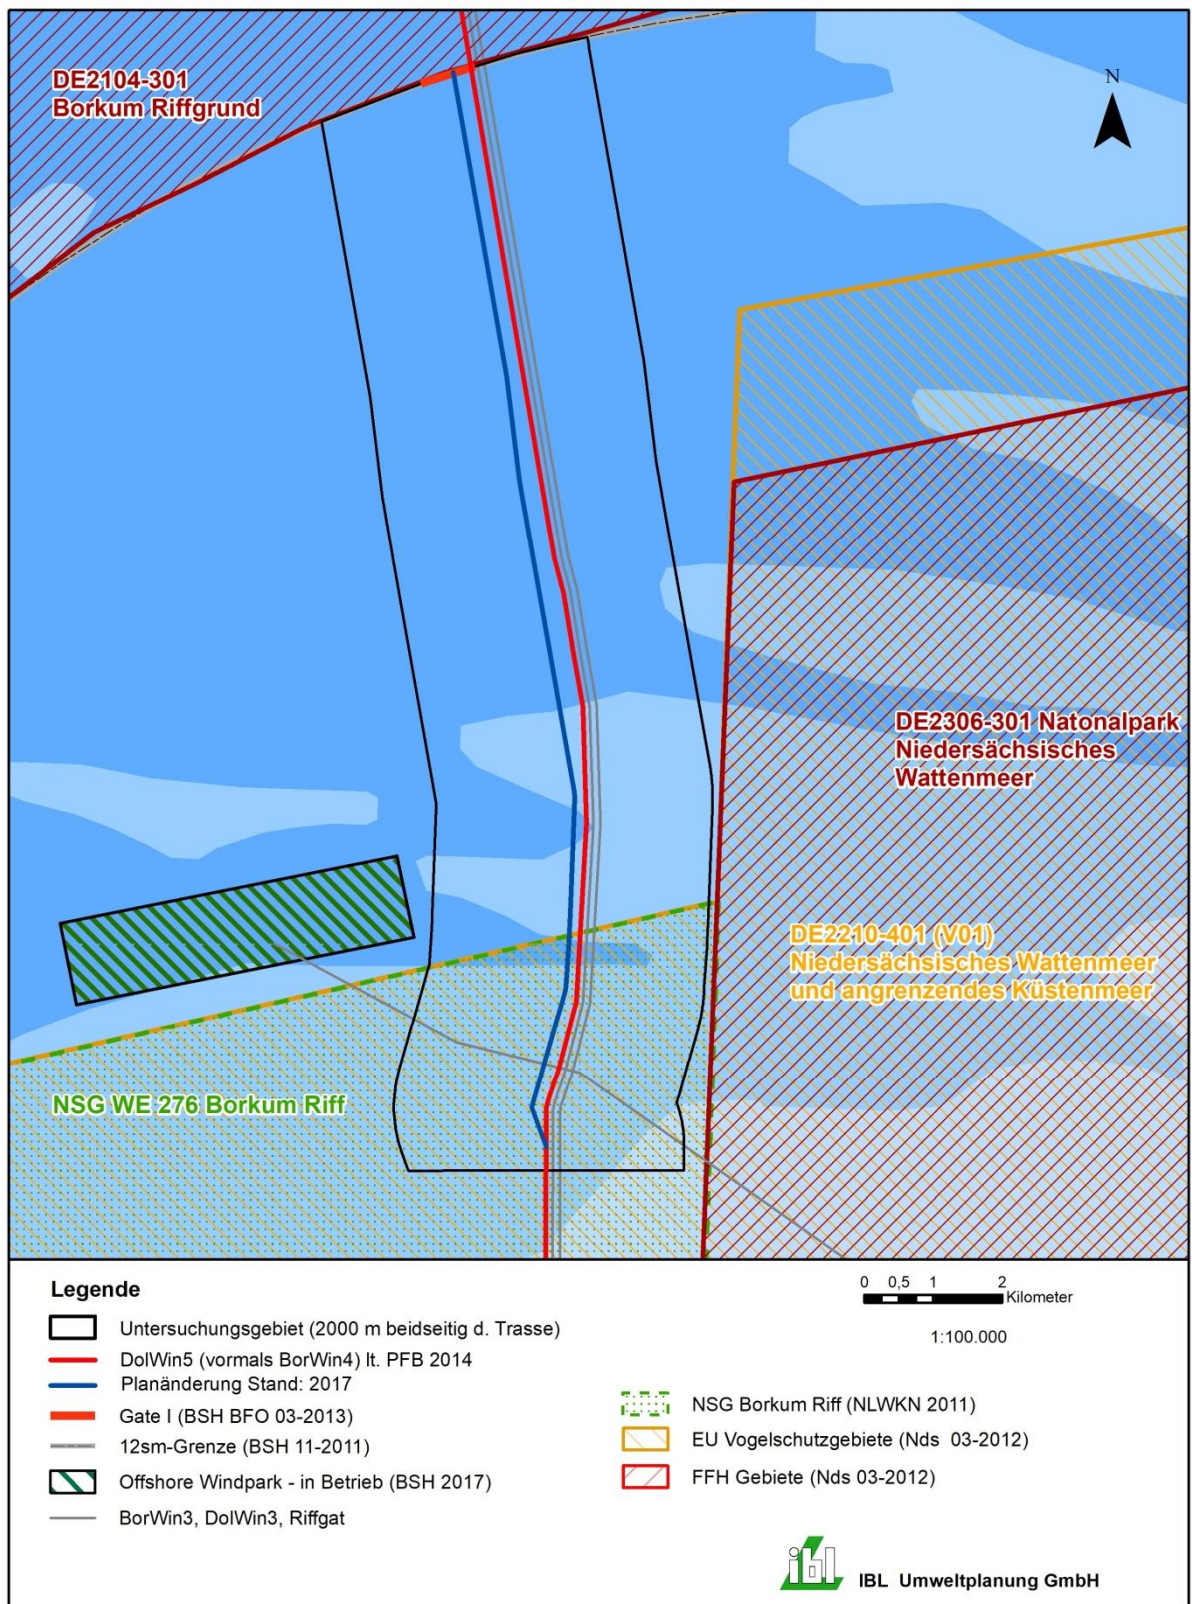 DE2104-301
Borkum Riffgrund
N
DE2306-301 Natonalpark
Niedersächsisches
Wattenmeer
DE2210-401 (V01)
Niedersächsisches Wattenmeer
und angrenzendes Küstenmeer
NSG WE 276 Borkum Riff
Legende
Untersuchungsgebiet (2000 m beidseitig d. Trasse)
DolWin5 (vormals BorWin4) lt. PFB 2014
Planänderung Stand: 2017
Gate I (BSH BFO 03-2013)
12sm-Grenze (BSH 11-2011)
Offshore Windpark - in Betrieb (BSH 2017)
BorWin3, DolWin3, Riffgat
0 0,5 1 2
Kilometer
1:100.000
NSG Borkum Riff (NLWKN 2011)
EU Vogelschutzgebiete (Nds 03-2012)
FFH Gebiete (Nds 03-2012)
ibl
IBL Umweltplanung GmbH